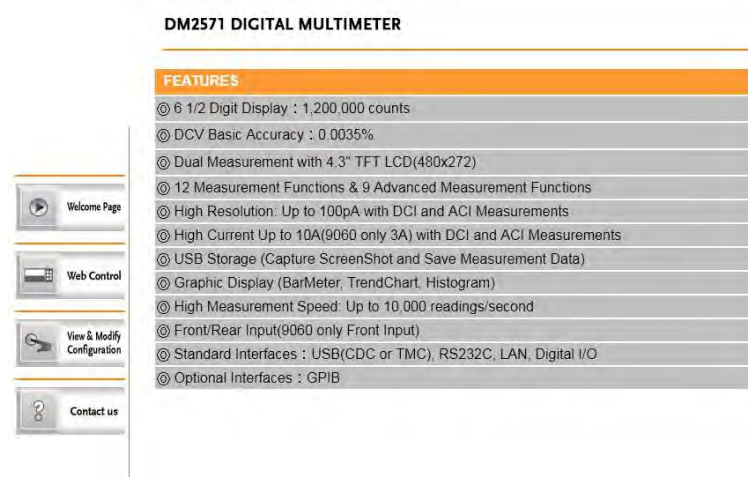 DM2571 DIGITAL MULTIMETER
FEATURES
◎ 6 1/2 Digit Display : 1,200,000 counts
◎ DCV Basic Accuracy : 0.0035%
◎ Dual Measurement with 4.3" TFT LCD(480x272)
◎ 12 Measurement Functions & 9 Advanced Measurement Functions
◎ High Resolution: Up to 100pA with DCI and ACI Measurements
◎ High Current Up to 10A(9060 only 3A) with DCI and ACI Measurements
◎ USB Storage (Capture ScreenShot and Save Measurement Data)
◎ Graphic Display (BarMeter, TrendChart, Histogram)
◎ High Measurement Speed: Up to 10,000 readings/second
◎ Front/Rear Input(9060 only Front Input)
◎ Standard Interfaces : USB(CDC or TMC), RS232C, LAN, Digital I/O
◎ Optional Interfaces : GPIB
Welcome Page
Web Control
View & Modify
Configuration
Contact us